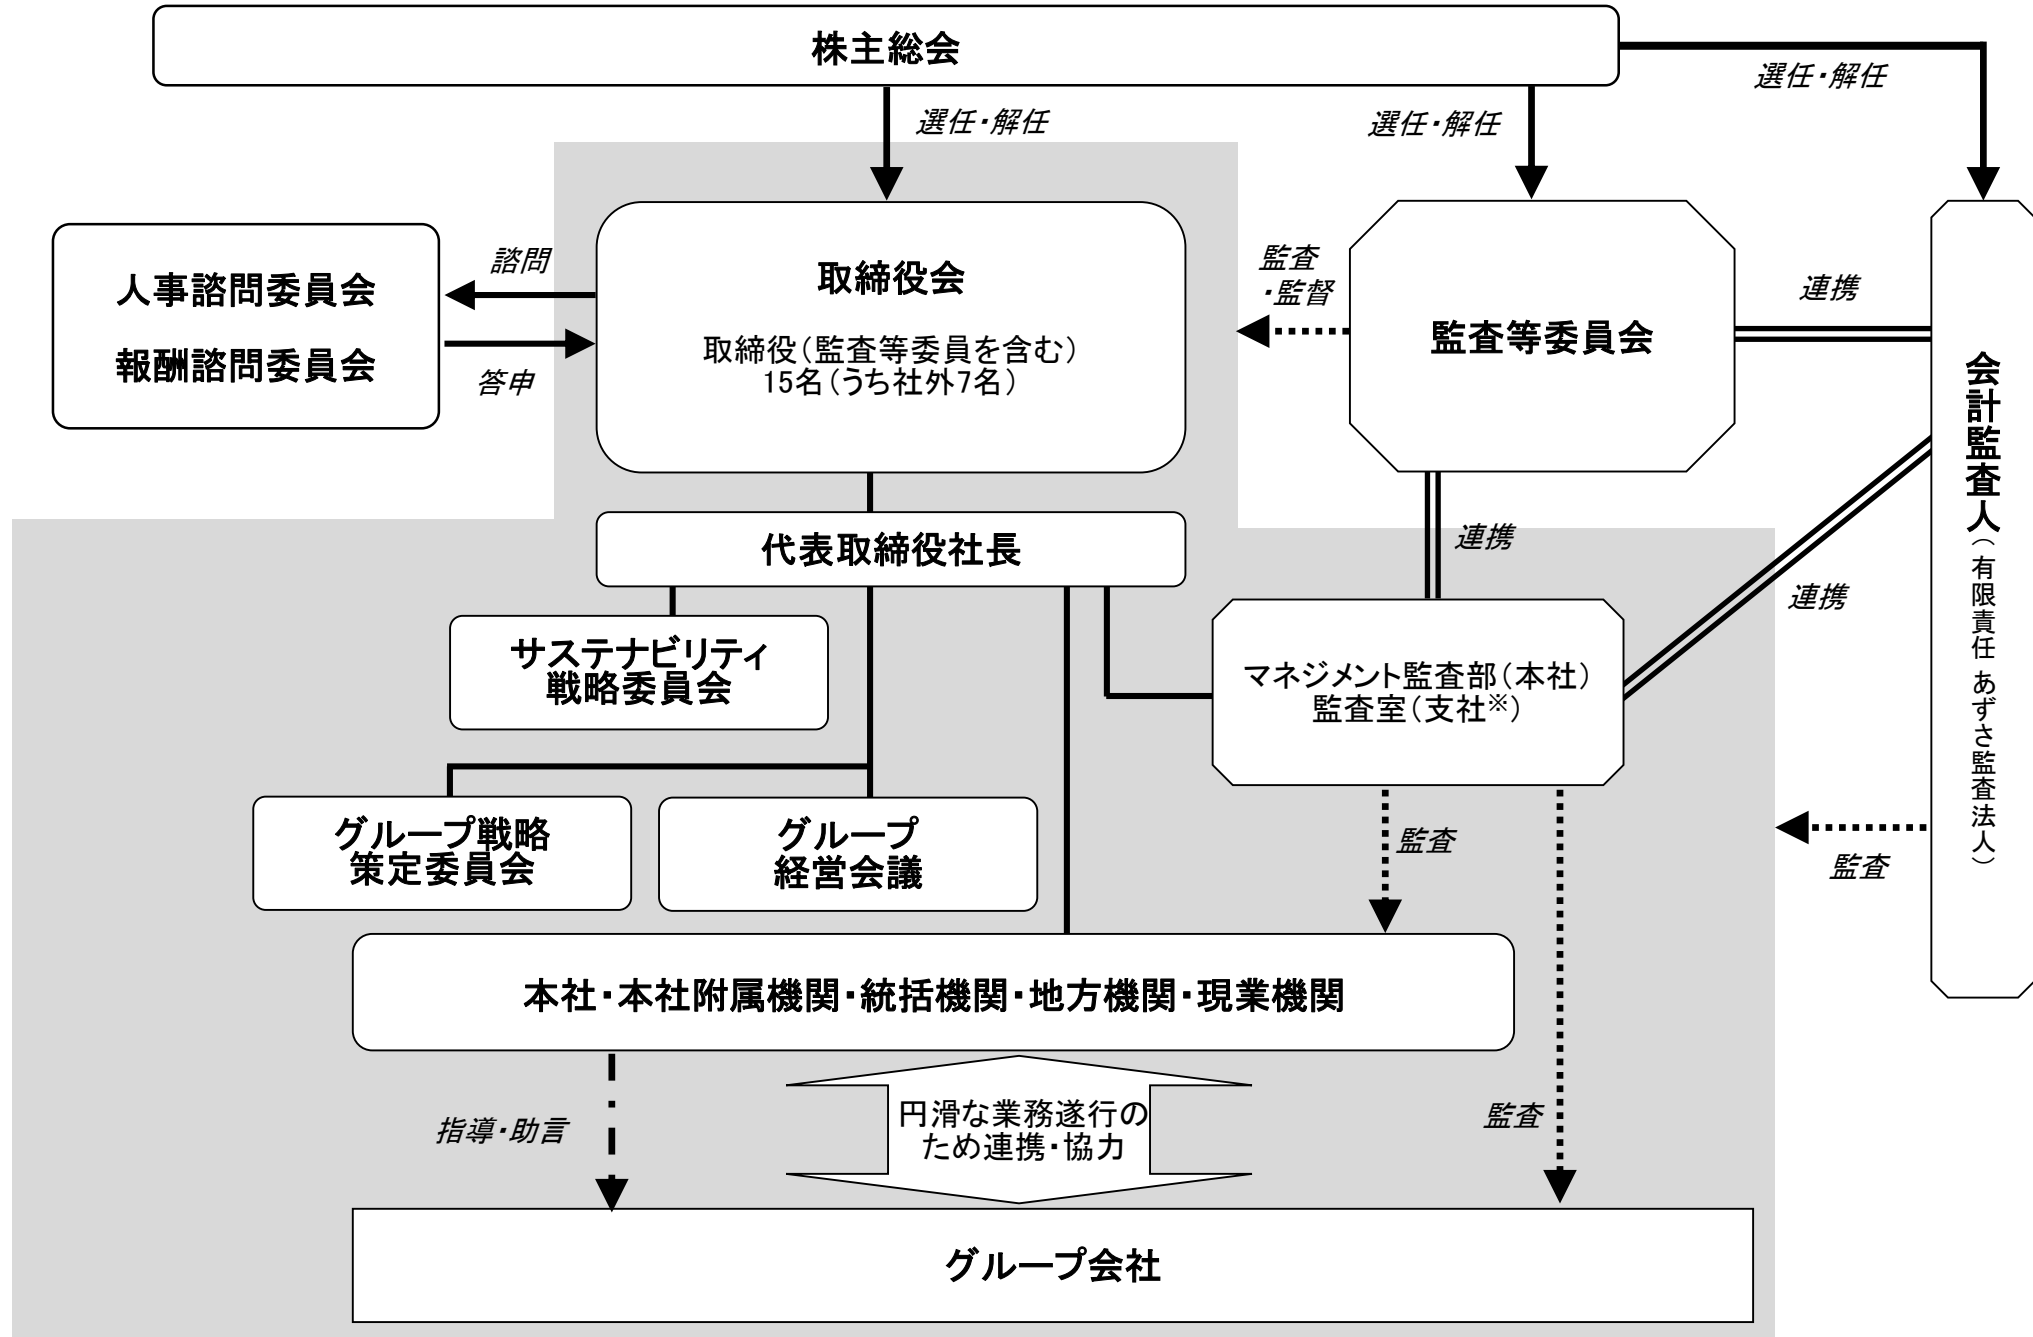 株主総会
選任・解任
選任・解任
選任・解任
人事諮問委員会
報酬諮問委員会
諮問
答申
取締役会
取締役（監査等委員を含む）
15名（うち社外7名）
監査
・監督
監査等委員会
連携
会計監査人（有限責任 あずさ監査法人）
代表取締役社長
連携
連携
サステナビリティ
戦略委員会
マネジメント監査部（本社）
監査室（支社※）
グループ戦略
策定委員会
グループ
経営会議
監査
監査
本社・本社附属機関・統括機関・地方機関・現業機関
指導・助言
円滑な業務遂行の
ため連携・協力
監査
グループ会社